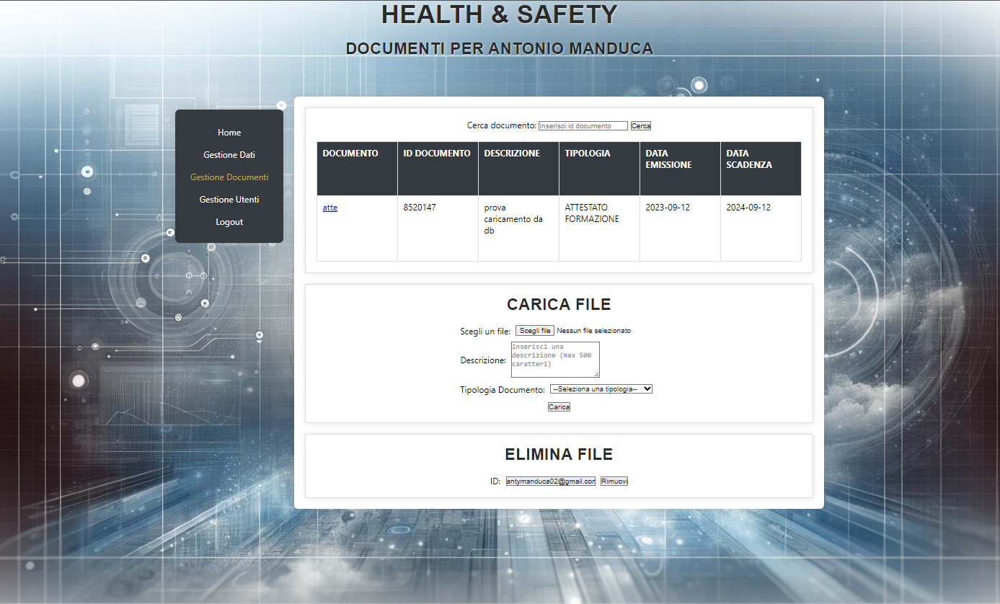 HEALTH & SAFETY
DOCUMENTI PER ANTONIO MANDUCA
Home
Gestione Dati
Gestione Documenti
Gestione Utenti
Logout
Cerca documento: Inserisci id documento Cerca
DOCUMENTO ID DOCUMENTO DESCRIZIONE TIPOLOGIA DATA EMISSIONE DATA SCADENZA
atte 8520147 prova caricamento da db ATTESTATO FORMAZIONE 2023-09-12 2024-09-12
CARICA FILE
Scegli un file: Scegli file Nessun file selezionato
Descrizione: Inserisci una
descrizione (max 500
caratteri)
Tipologia Documento: --Seleziona una tipologia--
Carica
ELIMINA FILE
ID: antymanduca02@gmail.com Rimuovi